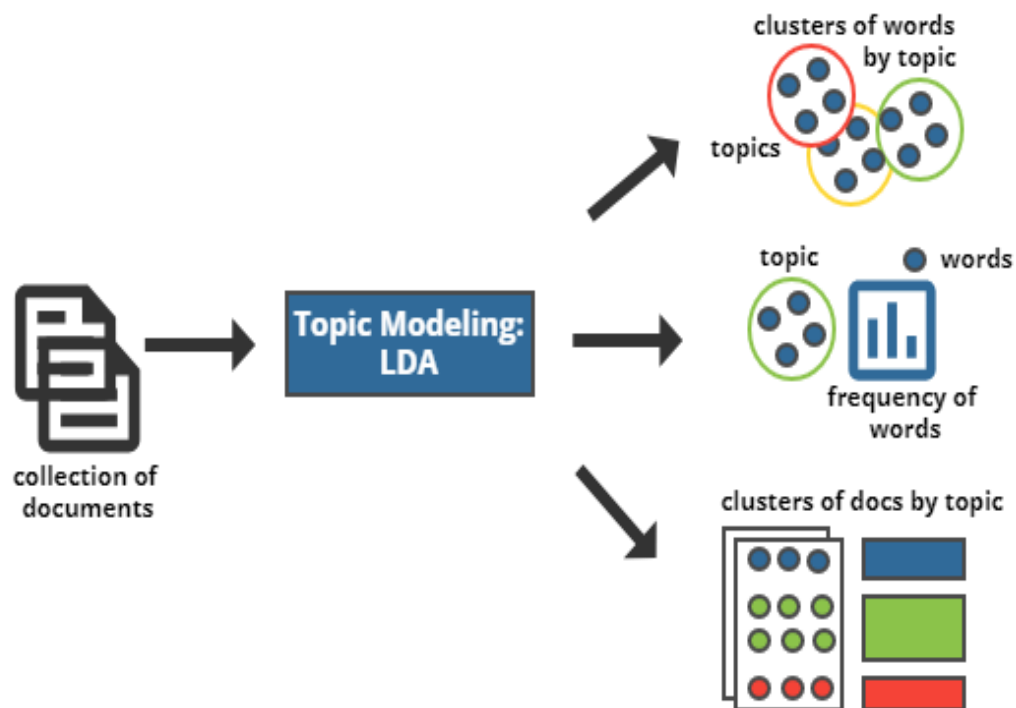 clusters of words
by topic
topics
topic
words
Topic Modeling:
LDA
frequency of
words
collection of
documents
clusters of docs by topic